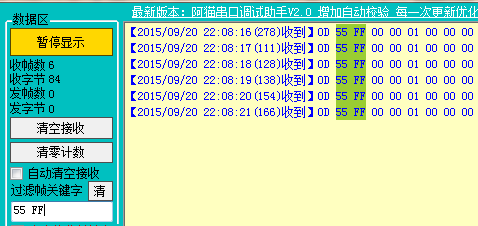 最新版本：阿猫串口调试助手V2.0 增加自动校验 每一次更新优化
数据区
暂停显示
收帧数 6
收字节 84
发帧数 0
发字节 0
清空接收
清零计数
自动清空接收
过滤帧关键字 清
55 FF
【2015/09/20 22:08:16(278)收到】0D 55 FF 00 00 01 00 00 00
【2015/09/20 22:08:17(111)收到】0D 55 FF 00 00 01 00 00 00
【2015/09/20 22:08:18(128)收到】0D 55 FF 00 00 01 00 00 00
【2015/09/20 22:08:19(138)收到】0D 55 FF 00 00 01 00 00 00
【2015/09/20 22:08:20(154)收到】0D 55 FF 00 00 01 00 00 00
【2015/09/20 22:08:21(166)收到】0D 55 FF 00 00 01 00 00 00